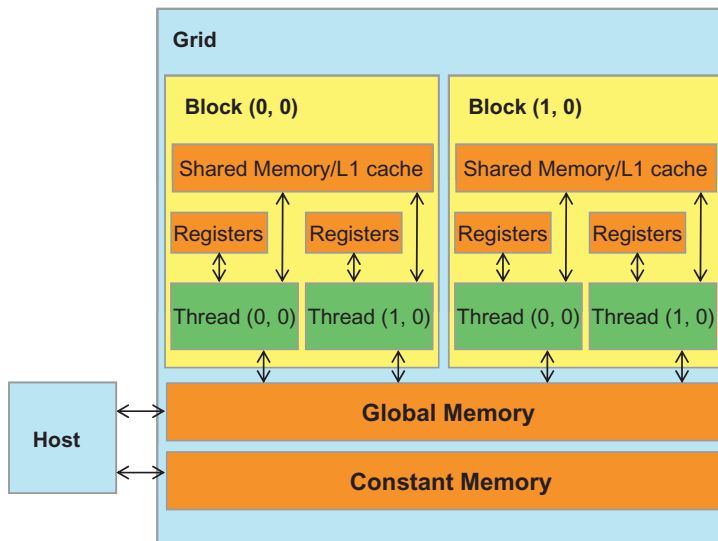 Grid
Block (0, 0)
Block (1, 0)
Shared Memory/L1 cache
Shared Memory/L1 cache
Registers
Registers
Registers
Registers
Thread (0, 0)
Thread (1, 0)
Thread (0, 0)
Thread (1, 0)
Host
Global Memory
Constant Memory